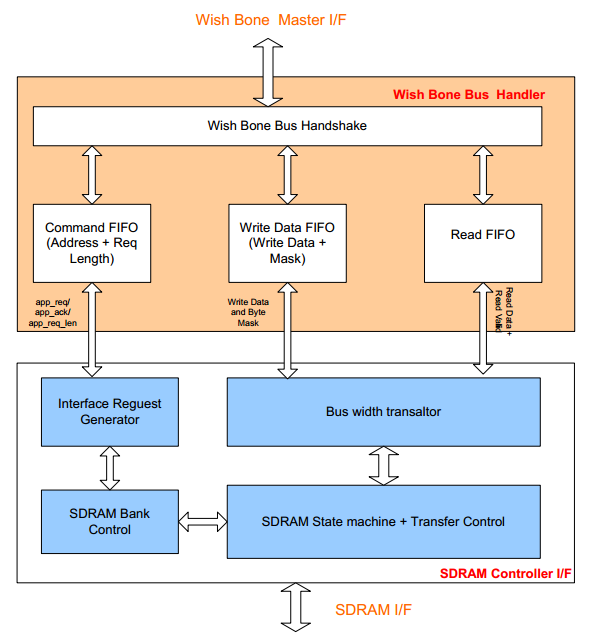 Wish Bone  Master I/F
Wish Bone Bus  Handler
Wish Bone Bus Handshake
Command FIFO
(Address + Req
Length)
Write Data FIFO
(Write Data +
Mask)
Read FIFO
app_req/
app_ack/
app_req_len
Write Data
and Byte
Mask
Read Data +
Read Valid
Interface Reguest
Generator
Bus width transaltor
SDRAM Bank
Control
SDRAM State machine + Transfer Control
SDRAM Controller I/F
SDRAM I/F